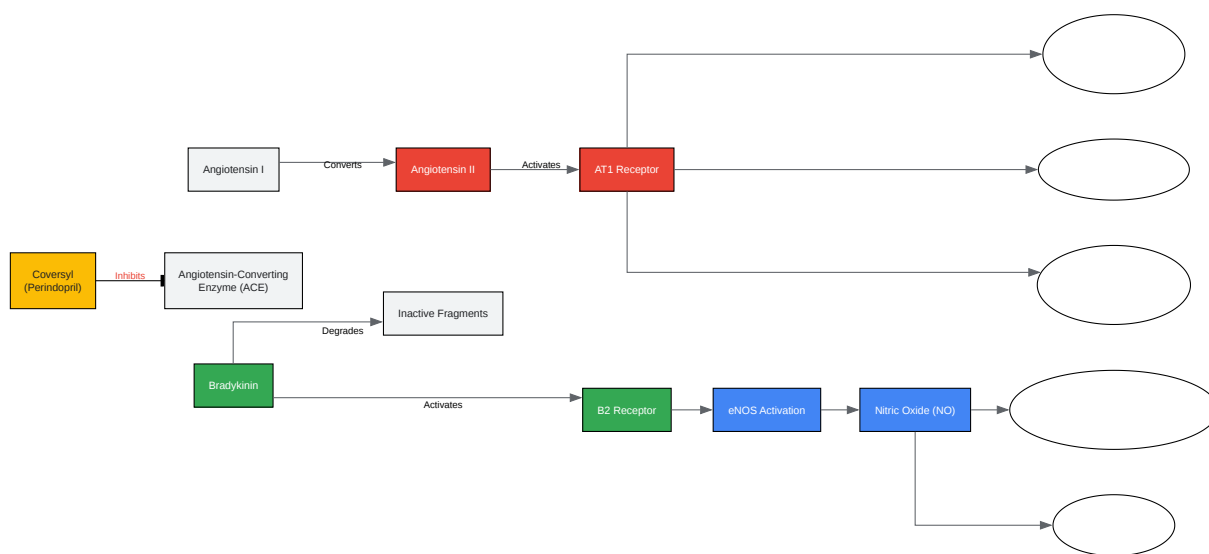 Angiotensin I
Converts
Angiotensin II
Activates
AT1 Receptor
Coversyl
(Perindopril)
Inhibits
Angiotensin-Converting
Enzyme (ACE)
Inactive Fragments
Degrades
Bradykinin
Activates
B2 Receptor
eNOS Activation
Nitric Oxide (NO)